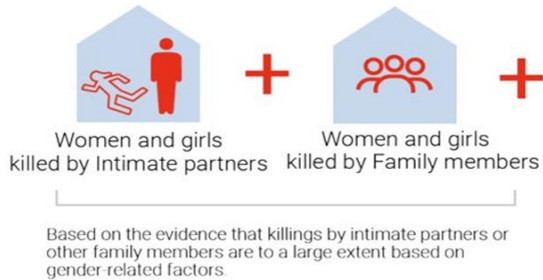 Women and girls
killed by Intimate partners
Women and girls
killed by Family members
Based on the evidence that killings by intimate partners or
other family members are to a large extent based on
gender-related factors